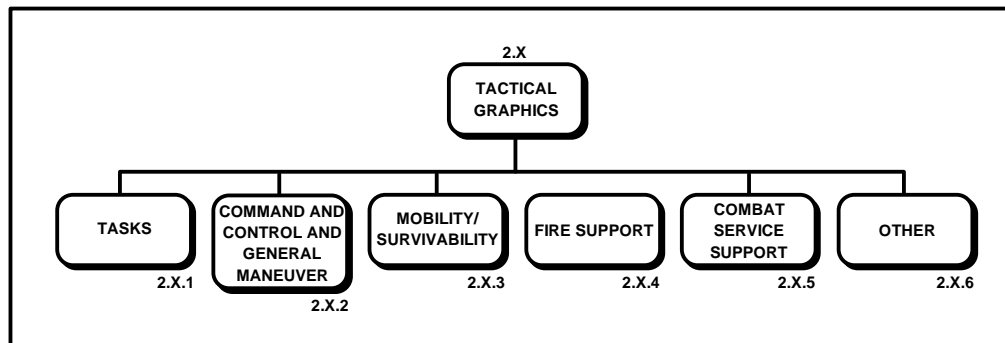 2.X
TACTICAL
GRAPHICS
TASKS
2.X.1
COMMAND AND
CONTROL AND
GENERAL
MANEUVER
2.X.2
MOBILITY/
SURVIVABILITY
2.X.3
FIRE SUPPORT
2.X.4
COMBAT
SERVICE
SUPPORT
2.X.5
OTHER
2.X.6